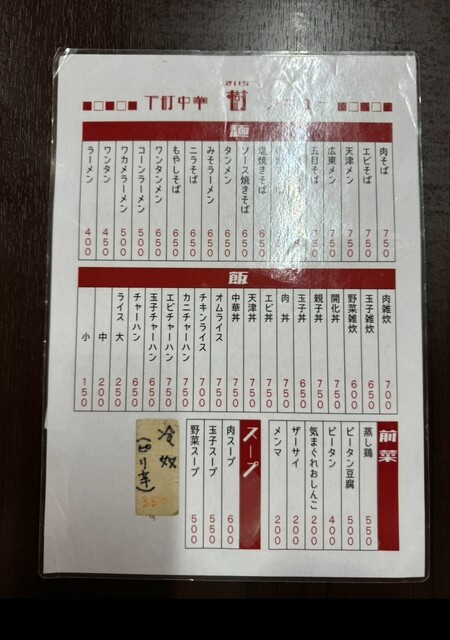 下町中華 樹 メニュー
麺
肉そば 750
エビそば 750
天津メン 750
広東メン 750
五目そば 750
塩焼きそば 650
ソース焼きそば 650
タンメン 650
みそラーメン 650
ニラそば 650
もやしそば 650
ワンタンメン 650
コーンラーメン 500
ワカメラーメン 500
ワンタン 450
ラーメン 400
飯
肉雑炊 700
玉子雑炊 650
野菜雑炊 600
開化丼 750
親子丼 750
玉子丼 650
肉丼 750
エビ丼 750
天津丼 750
中華丼 750
オムライス 750
チキンライス 700
カニチャーハン 750
エビチャーハン 750
玉子チャーハン 650
チャーハン 650
ライス 大 250
中 200
小 150
前菜
蒸し鶏 550
ピータン豆腐 500
ピータン 400
気まぐれおしんこ 200
ザーサイ 200
メンマ 200
スープ
肉スープ 600
玉子スープ 550
野菜スープ 500
冷奴
(ピリ辛)
350